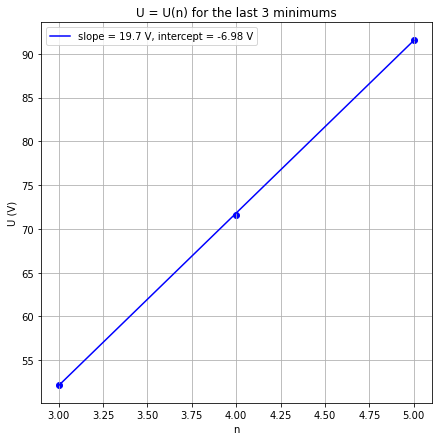 U = U(n) for the last 3 minimums
slope = 19.7 V, intercept = -6.98 V
90
85
80
75
70
65
60
55
U (V)
3.00 3.25 3.50 3.75 4.00 4.25 4.50 4.75 5.00
n